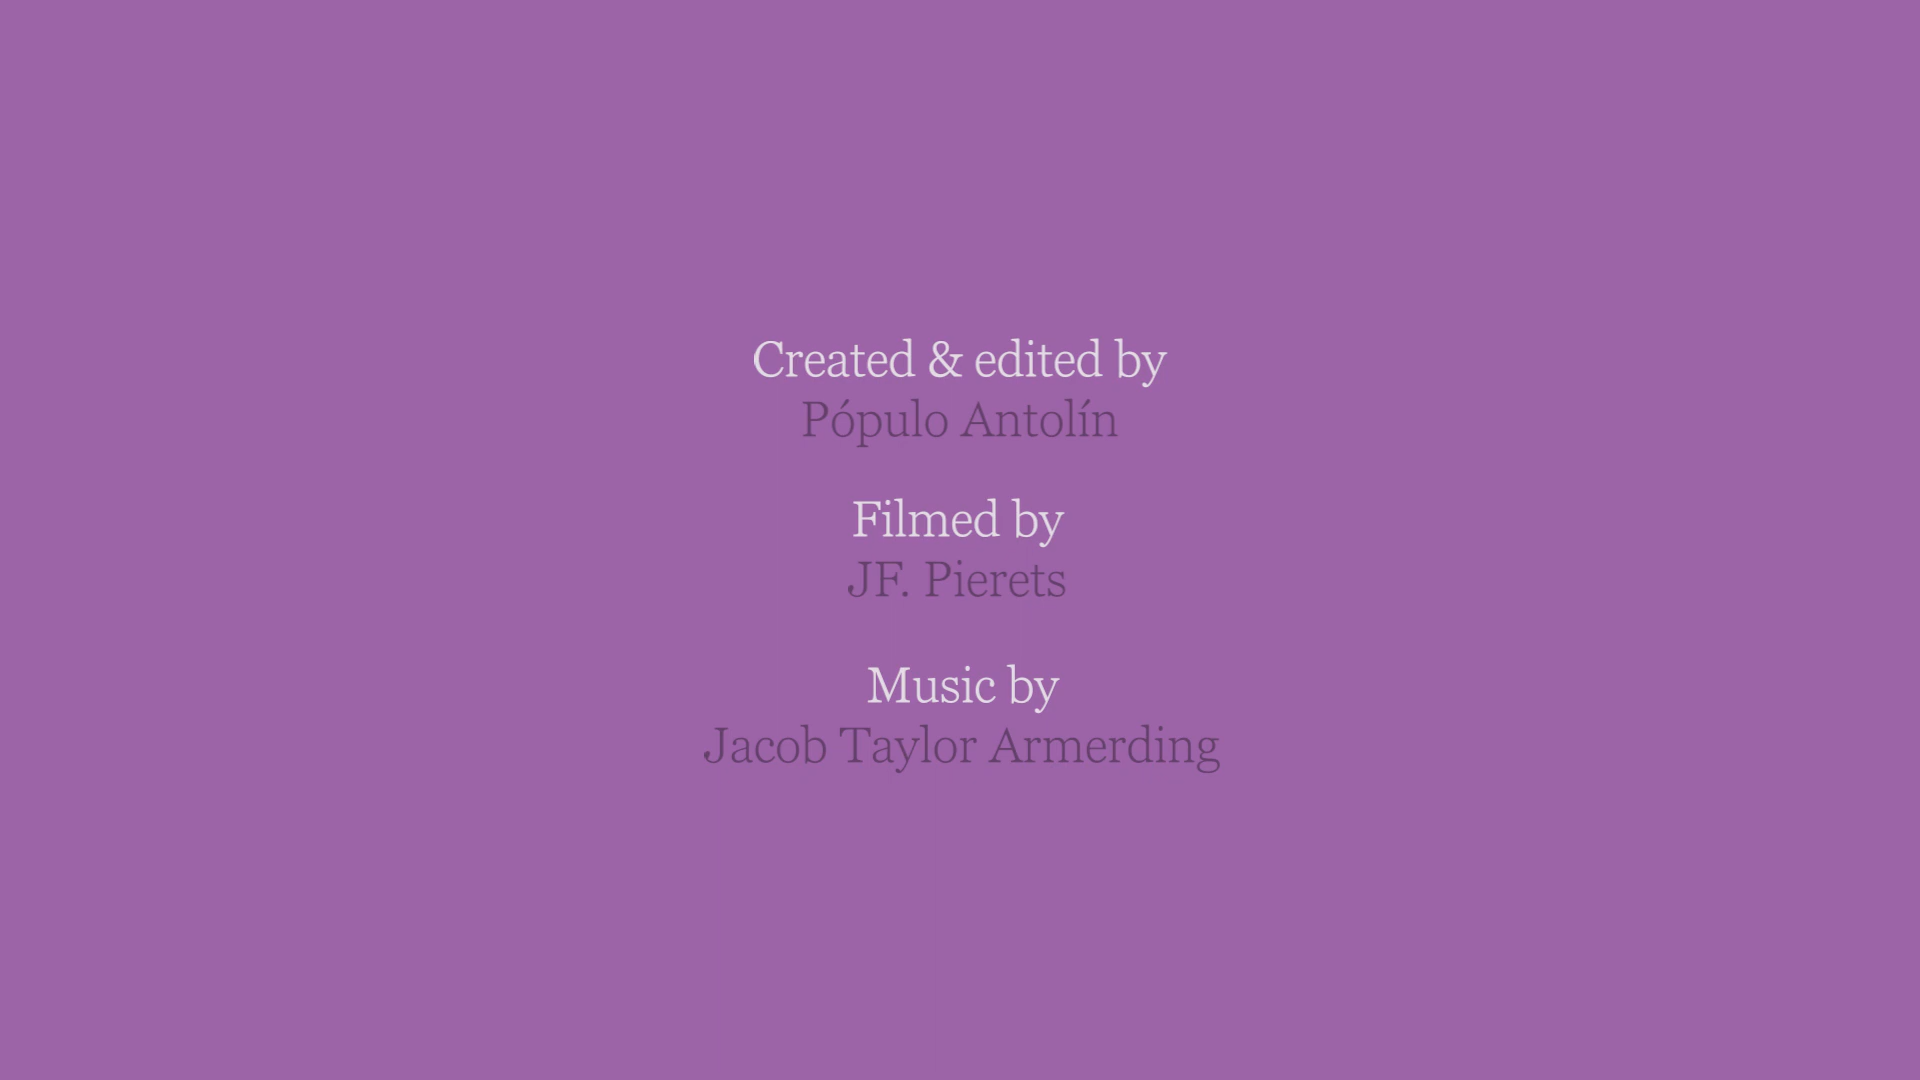 Created & edited by
Pópulo Antolín
Filmed by
JF. Pierets
Music by
Jacob Taylor Armerding